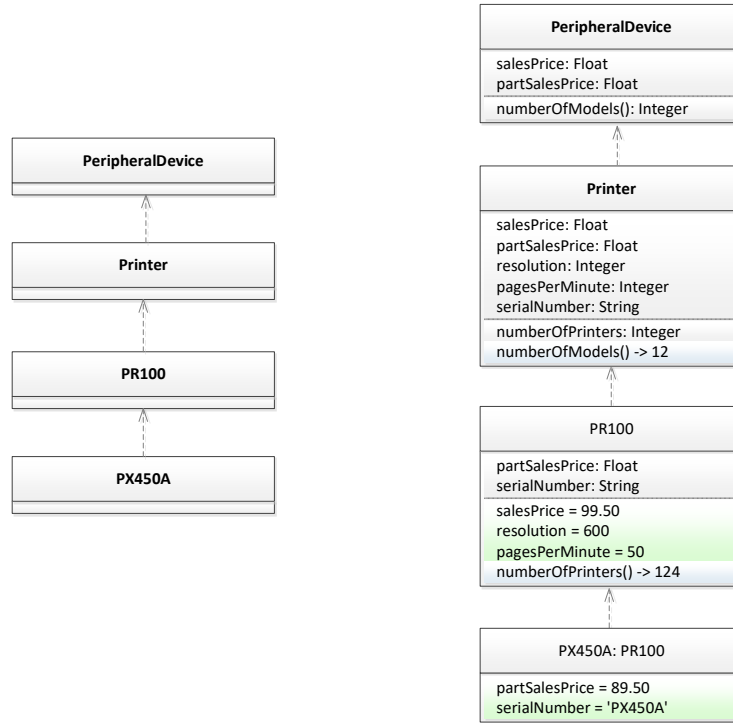 PeripheralDevice
Printer
PR100
PX450A
PeripheralDevice
salesPrice: Float
partSalesPrice: Float
numberOfModels(): Integer
Printer
salesPrice: Float
partSalesPrice: Float
resolution: Integer
pagesPerMinute: Integer
serialNumber: String
numberOfPrinters: Integer
numberOfModels() -> 12
PR100
partSalesPrice: Float
serialNumber: String
salesPrice = 99.50
resolution = 600
pagesPerMinute = 50
numberOfPrinters() -> 124
PX450A: PR100
partSalesPrice = 89.50
serialNumber = 'PX450A'